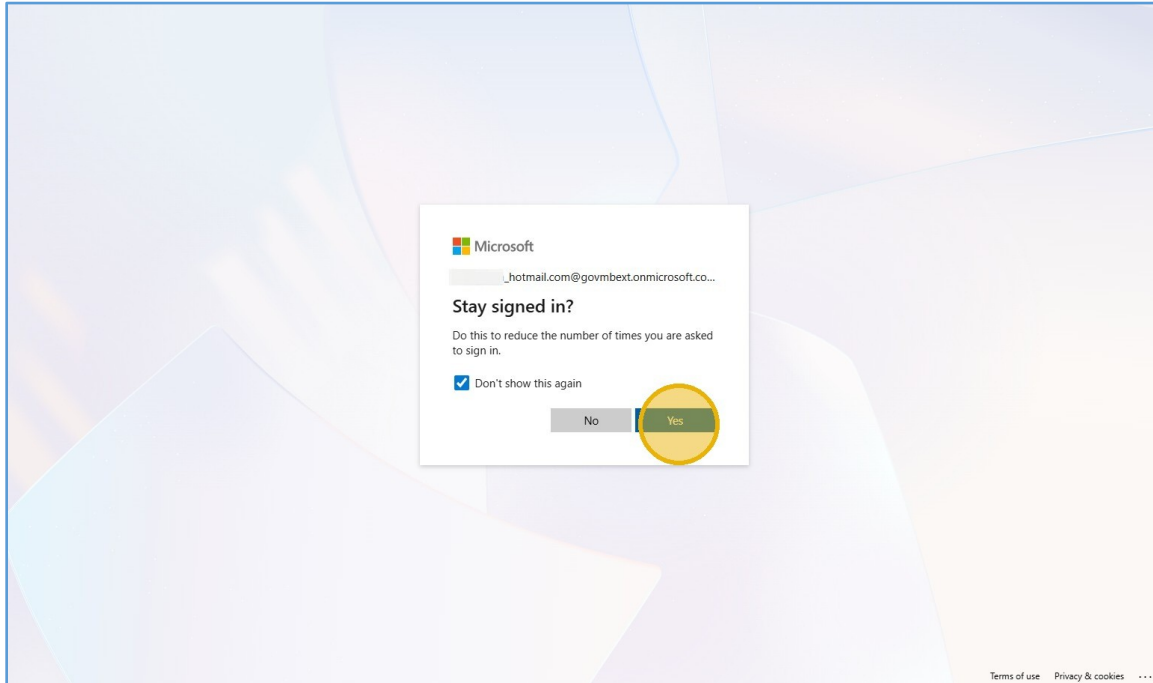 Microsoft
_hotmail.com@govmbext.onmicrosoft.co...
Stay signed in?
Do this to reduce the number of times you are asked
to sign in.
Don't show this again
No Yes
Terms of use Privacy & cookies ...